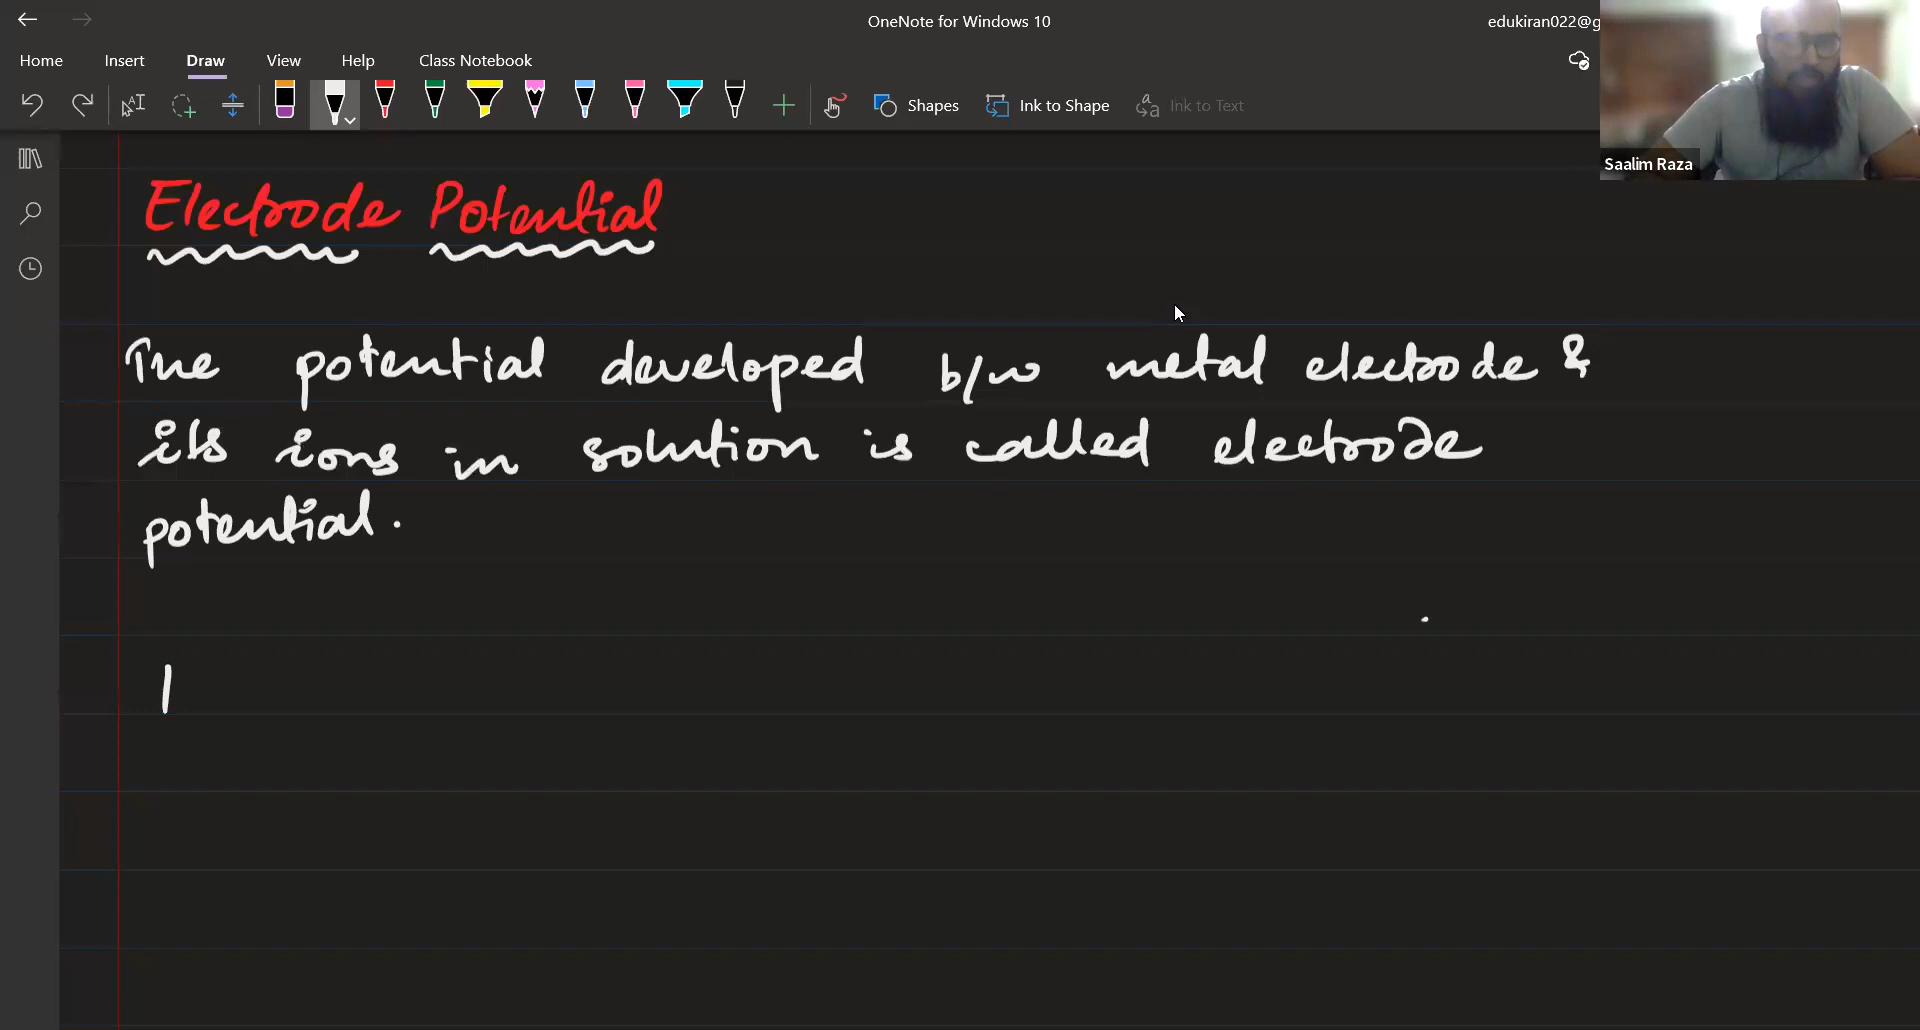 OneNote for Windows 10
edukiran022@g
Home Insert Draw View Help Class Notebook
Shapes Ink to Shape Ink to Text
Saalim Raza
Electrode Potential
The potential developed b/w metal electrode &
its ions in solution is called electrode
potential.